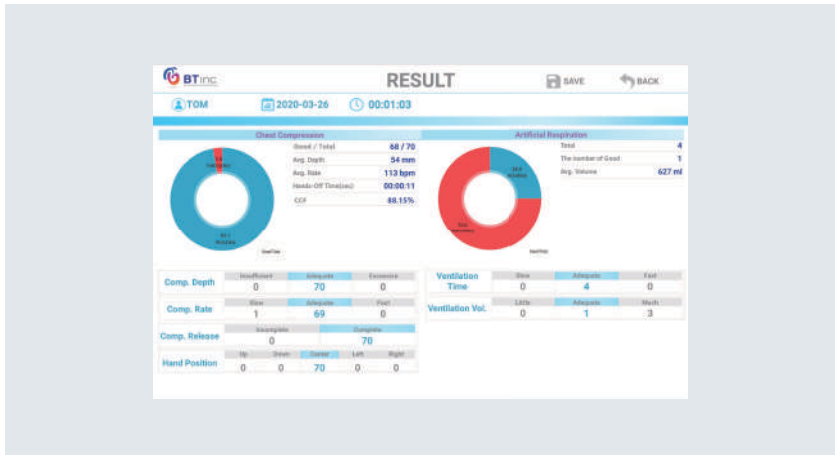 BTinc
RESULT
SAVE
BACK
TOM
2020-03-26
00:01:03
Chest Compression
Good / Total 68 / 70
Avg. Depth 54 mm
Avg. Rate 113 bpm
Hands-Off Time(sec) 00:00:11
CCF 88.15%
Artificial Respiration
Total 4
The number of Good 1
Avg. Volume 627 ml
Comp. Depth
Insufficient Adequate Excessive
0 70 0
Comp. Rate
Slow Adequate Fast
1 69 0
Comp. Release
Incomplete Complete
0 70
Hand Position
Up Down Center Left Right
0 0 70 0 0
Ventilation Time
Slow Adequate Fast
0 4 0
Ventilation Vol.
Little Adequate Much
0 1 3